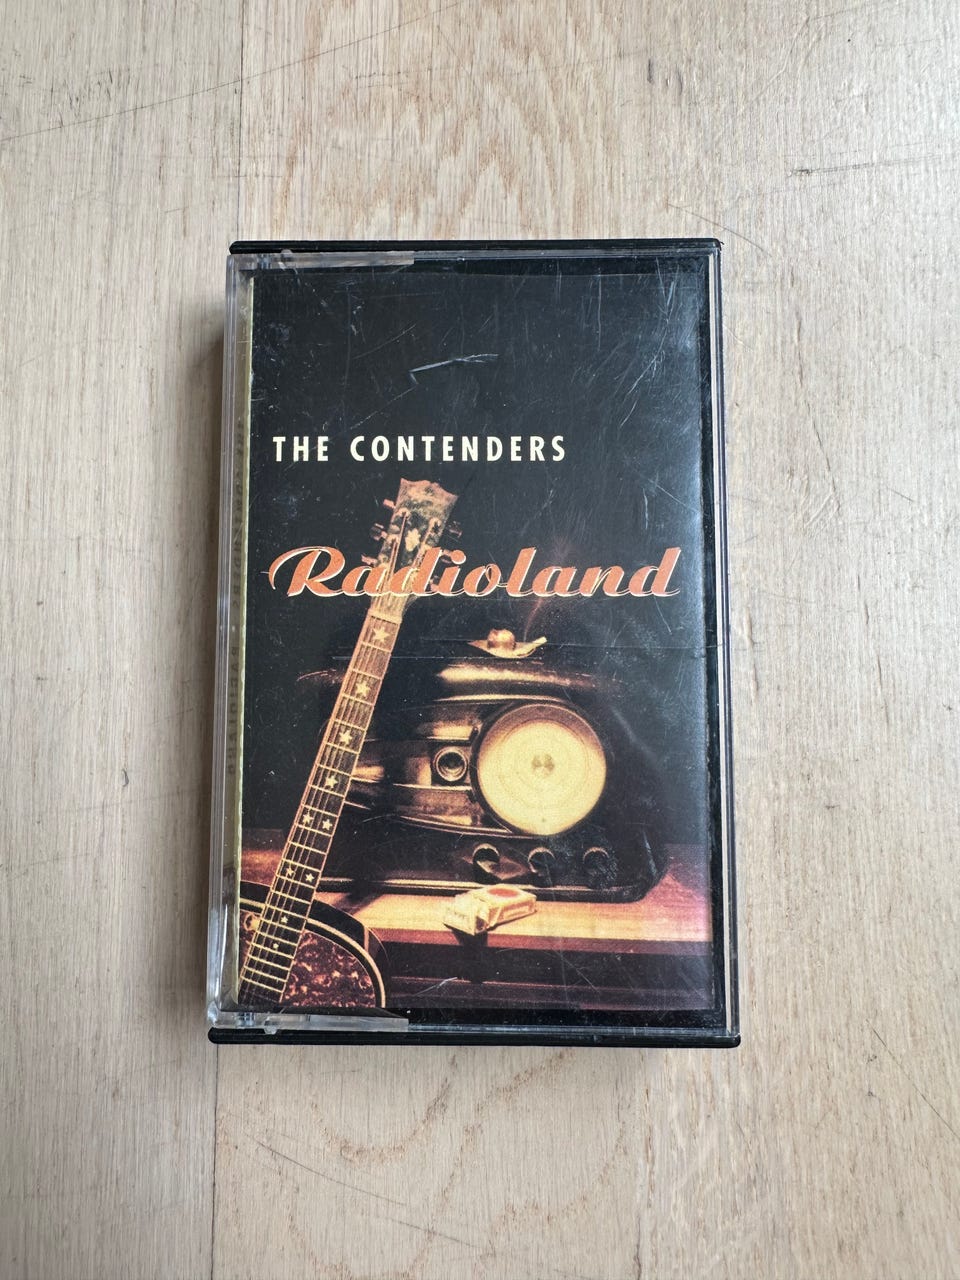 THE CONTENDERS
Radioland